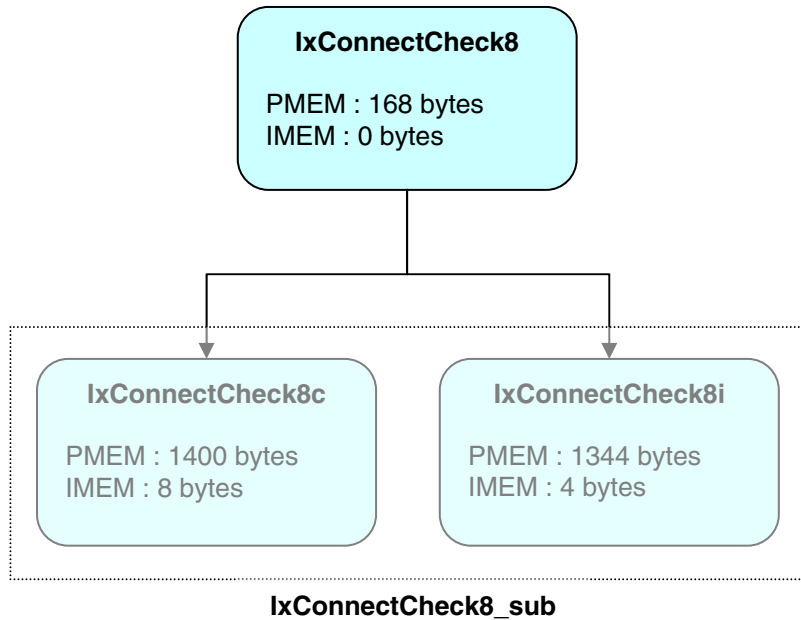 IxConnectCheck8
PMEM : 168 bytes
IMEM : 0 bytes
IxConnectCheck8c
PMEM : 1400 bytes
IMEM : 8 bytes
IxConnectCheck8i
PMEM : 1344 bytes
IMEM : 4 bytes
IxConnectCheck8_sub